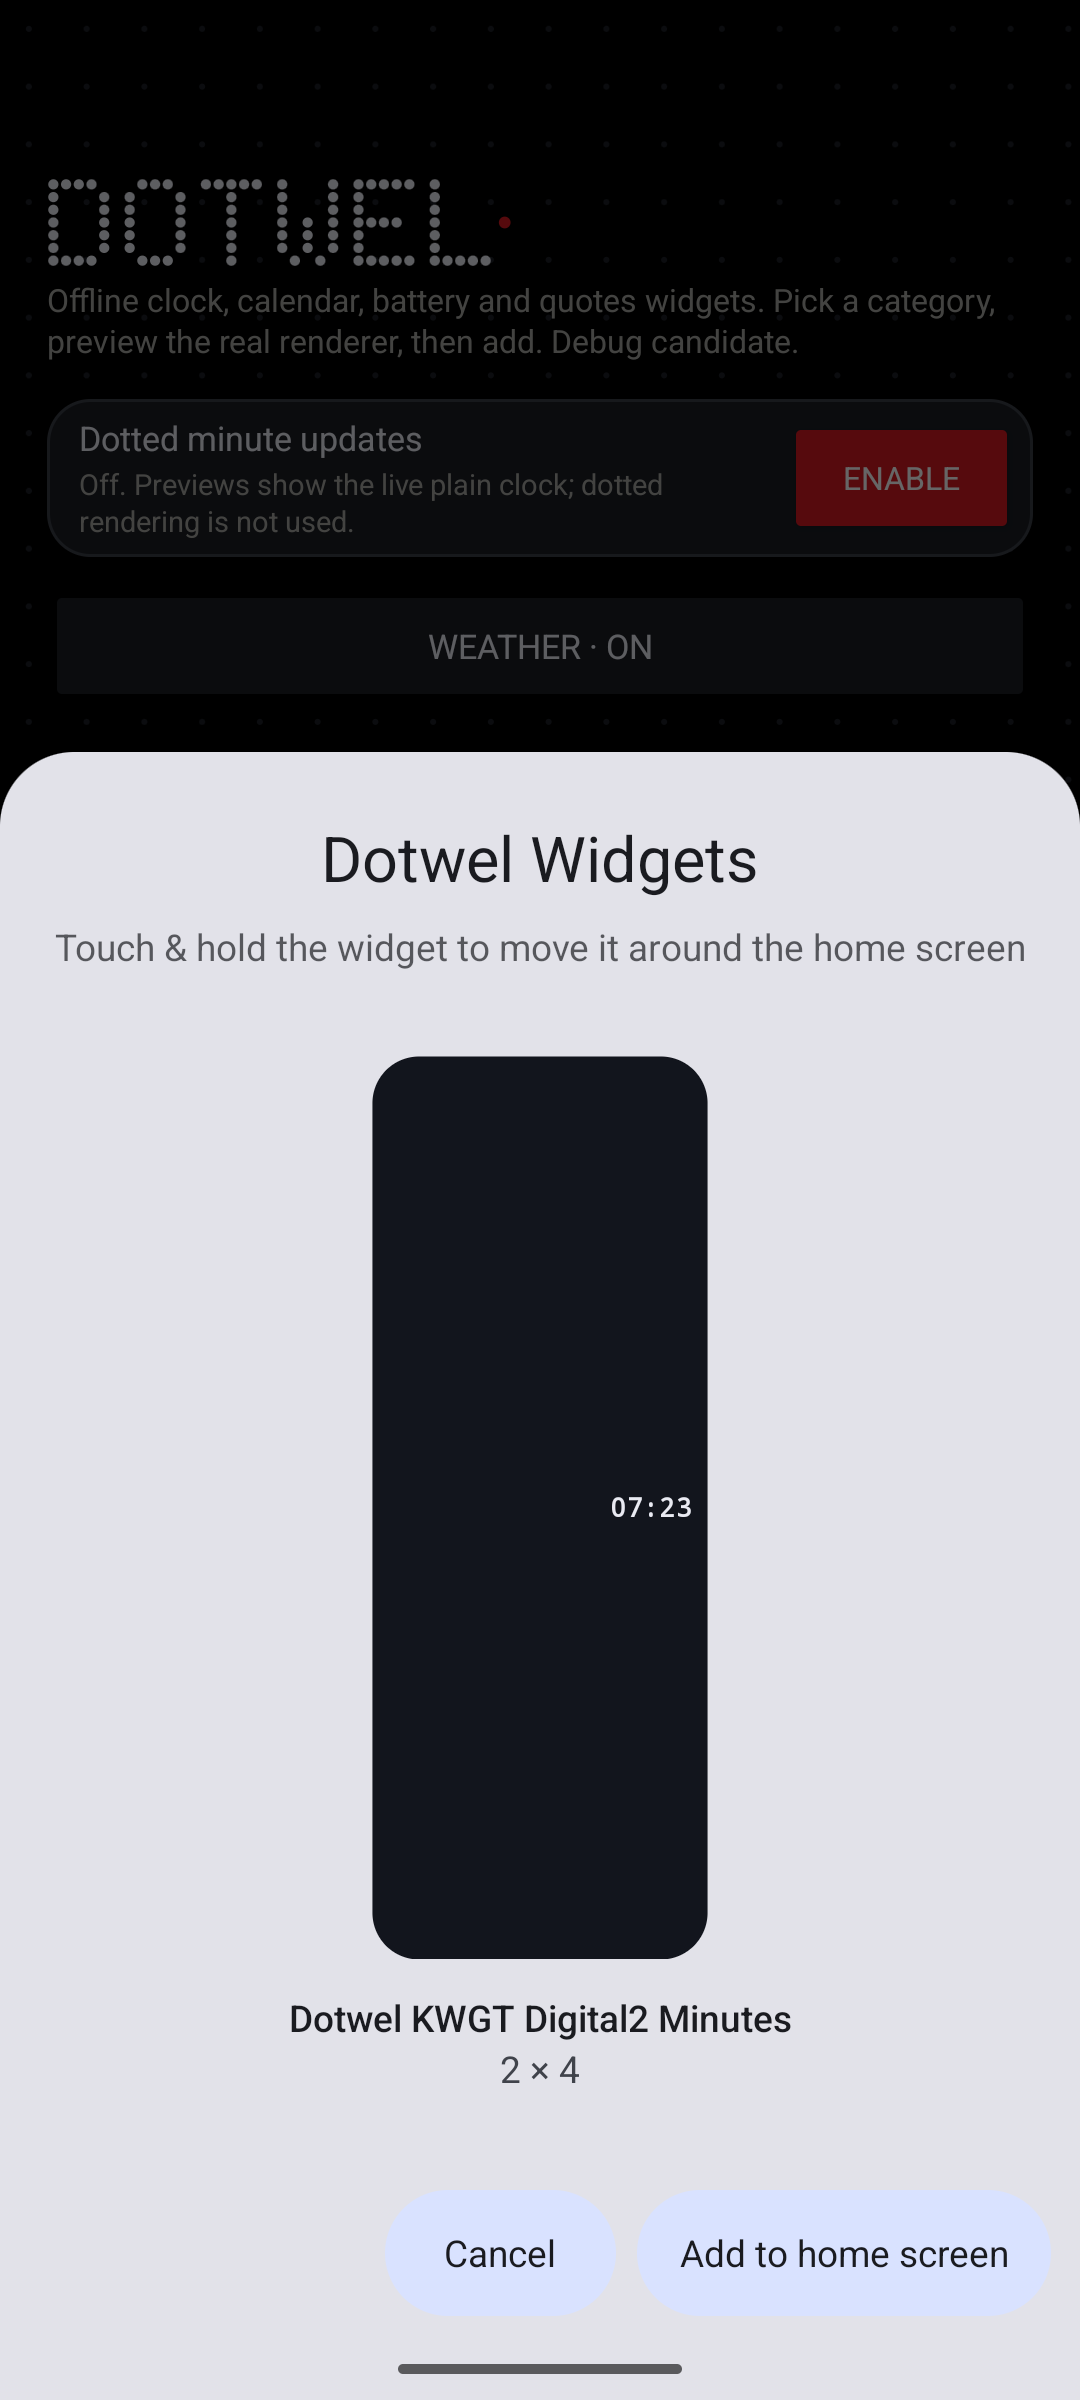 DOTWEL.
Offline clock, calendar, battery and quotes widgets. Pick a category,
preview the real renderer, then add. Debug candidate.
Dotted minute updates
Off. Previews show the live plain clock; dotted
rendering is not used.
ENABLE
WEATHER · ON
Dotwel Widgets
Touch & hold the widget to move it around the home screen
07:23
Dotwel KWGT Digital2 Minutes
2 × 4
Cancel
Add to home screen